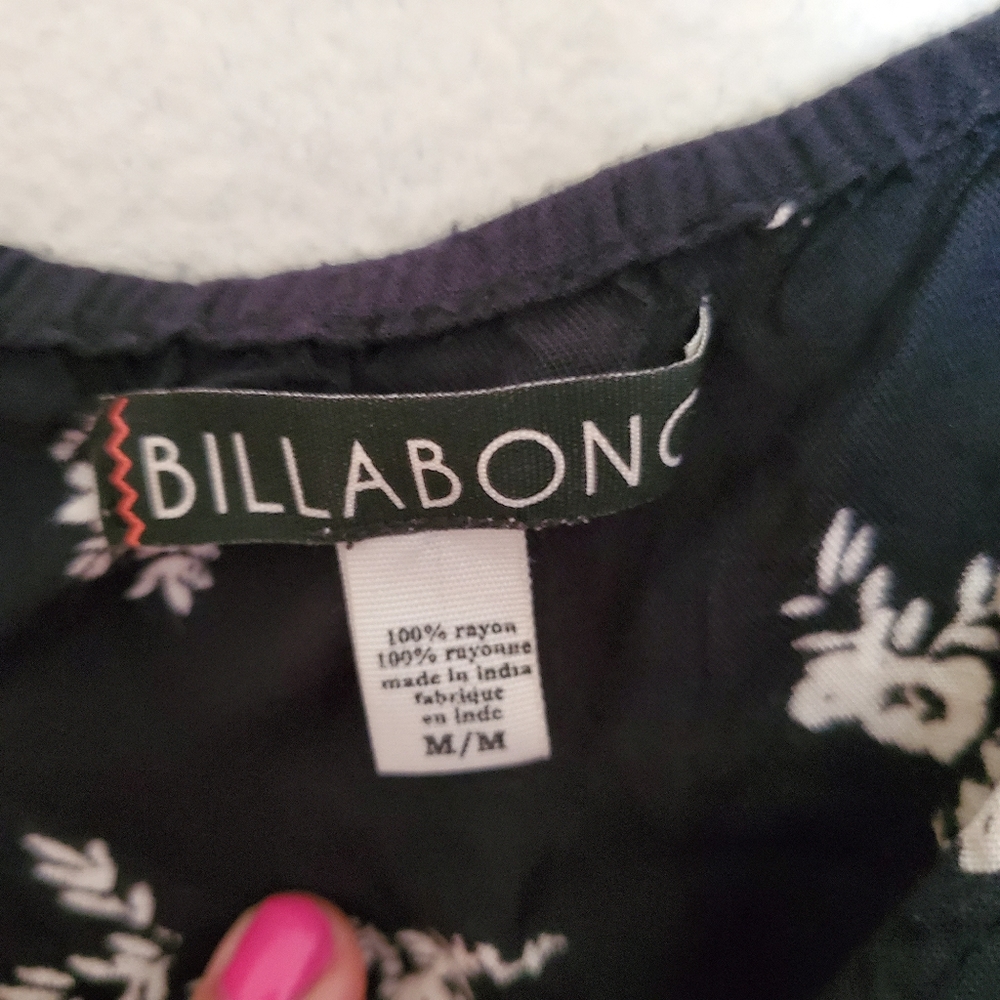 BILLABONG
100% rayon
100% rayonne
made in india
fabrique
en inde
M/M